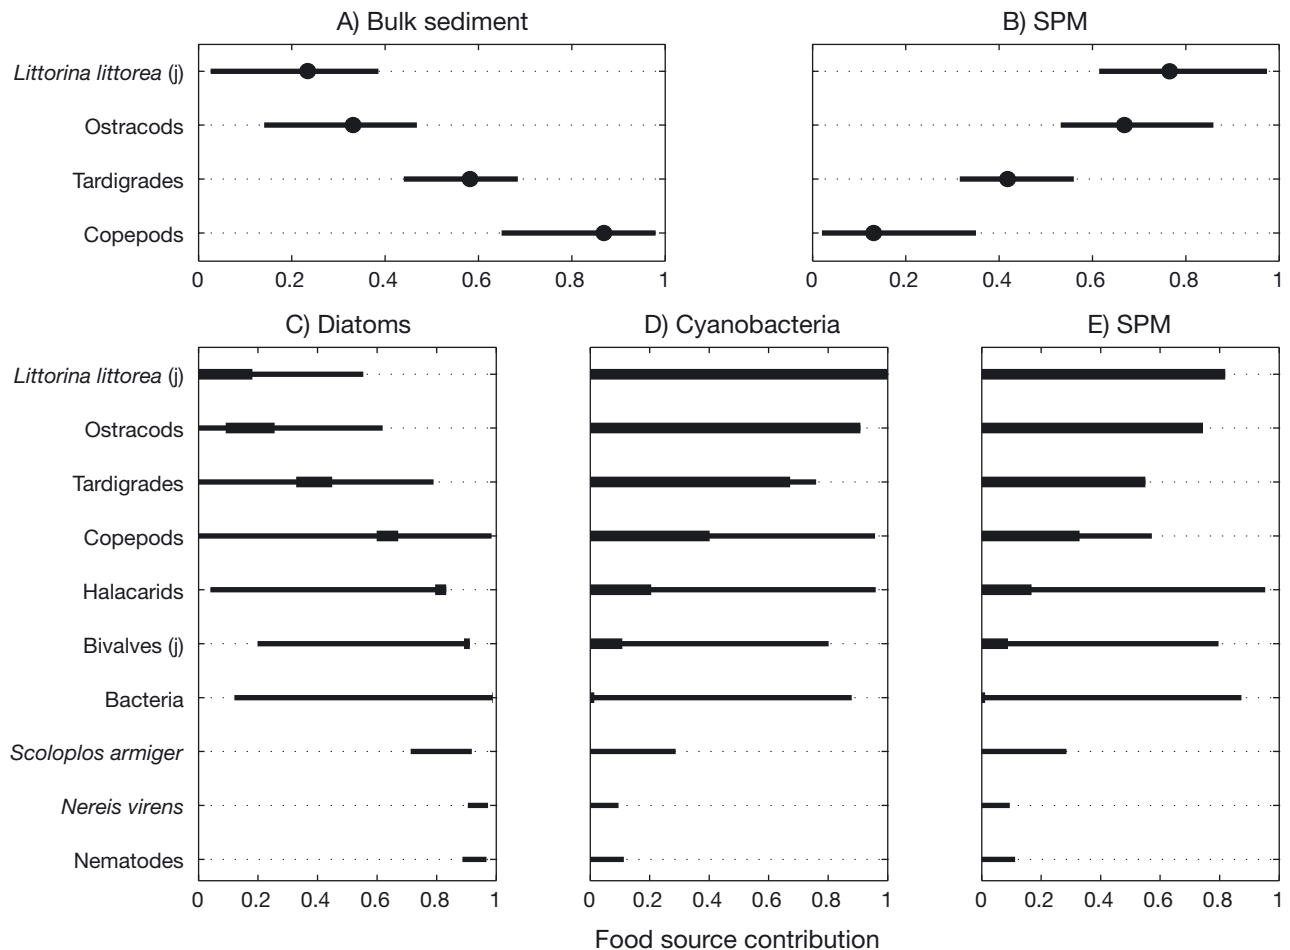 A) Bulk sediment
B) SPM
Littorina littorea (j)
Ostracods
Tardigrades
Copepods
0 0.2 0.4 0.6 0.8 1
0 0.2 0.4 0.6 0.8 1
C) Diatoms
D) Cyanobacteria
E) SPM
Littorina littorea (j)
Ostracods
Tardigrades
Copepods
Halacarids
Bivalves (j)
Bacteria
Scoloplos armiger
Nereis virens
Nematodes
0 0.2 0.4 0.6 0.8 1
0 0.2 0.4 0.6 0.8 1
0 0.2 0.4 0.6 0.8 1
Food source contribution